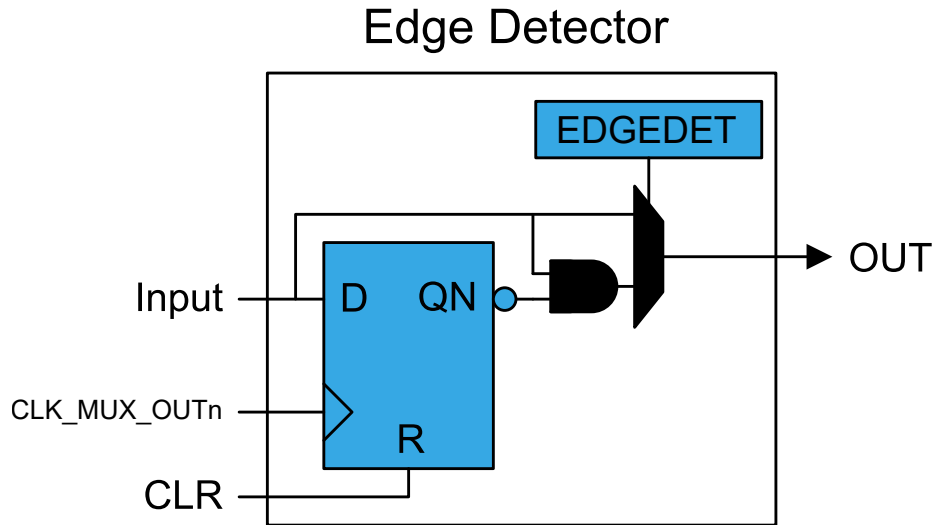 Edge Detector
EDGEDET
OUT
Input
D
QN
CLK_MUX_OUTn
R
CLR